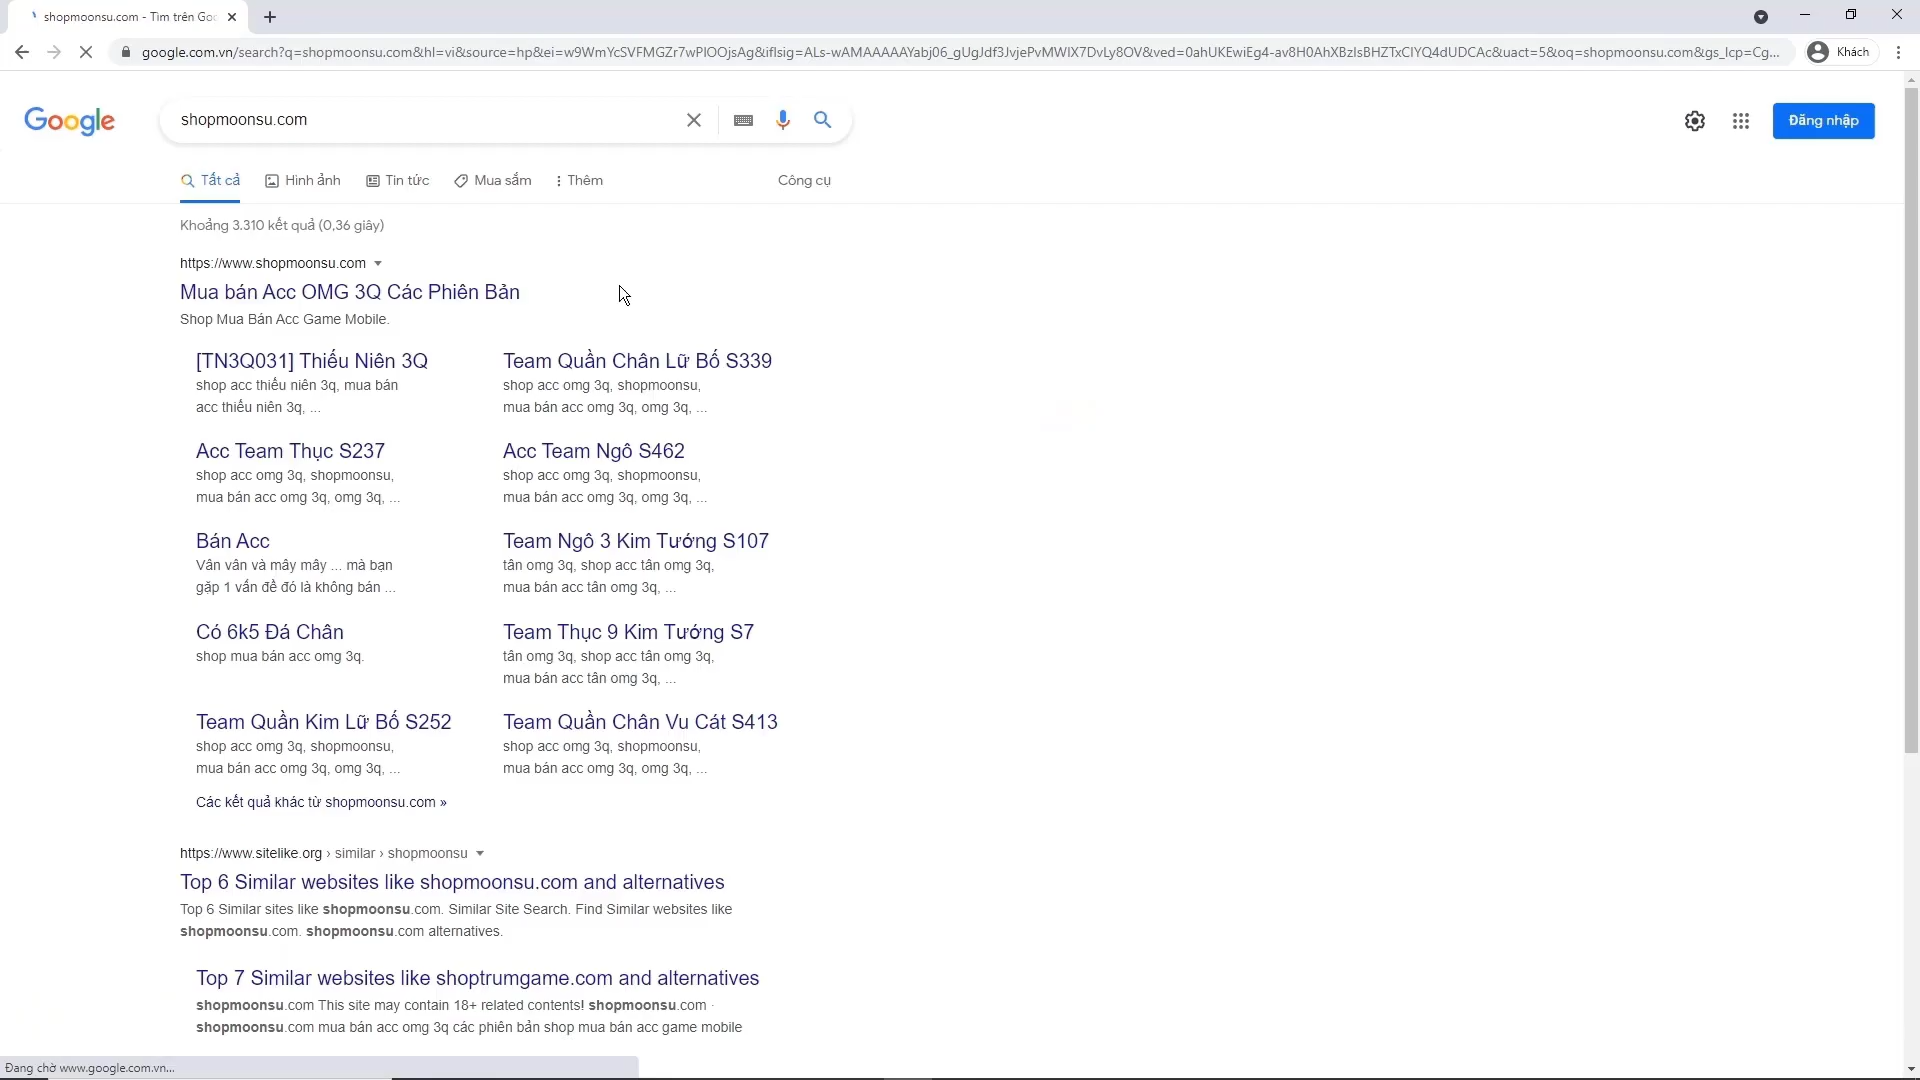 shopmoonsu.com - Tìm trên Goo
google.com.vn/search?q=shopmoonsu.com&hl=vi&source=hp&ei=w9WmYcSVFMGZr7wPlOOjsAg&iflsig=ALs-wAMAAAAAYabj06_gUgJdf3JvjePvMWIX7DvLy8OV&ved=0ahUKEwiEg4-av8H0AhXBzIsBHZTxCIYQ4dUDCAc&uact=5&oq=shopmoonsu.com&gs_lcp=Cg...
Khách
Google
shopmoonsu.com
Đăng nhập
Tất cả Hình ảnh Tin tức Mua sắm Thêm Công cụ
Khoảng 3.310 kết quả (0,36 giây)
https://www.shopmoonsu.com
Mua bán Acc OMG 3Q Các Phiên Bản
Shop Mua Bán Acc Game Mobile.
[TN3Q031] Thiếu Niên 3Q
shop acc thiếu niên 3q, mua bán
acc thiếu niên 3q, ...
Team Quần Chân Lữ Bố S339
shop acc omg 3q, shopmoonsu,
mua bán acc omg 3q, omg 3q, ...
Acc Team Thục S237
shop acc omg 3q, shopmoonsu,
mua bán acc omg 3q, omg 3q, ...
Acc Team Ngô S462
shop acc omg 3q, shopmoonsu,
mua bán acc omg 3q, omg 3q, ...
Bán Acc
Vân vân và mây mây ... mà bạn
gặp 1 vấn đề đó là không bán ...
Team Ngô 3 Kim Tướng S107
tân omg 3q, shop acc tân omg 3q,
mua bán acc tân omg 3q, ...
Có 6k5 Đá Chân
shop mua bán acc omg 3q.
Team Thục 9 Kim Tướng S7
tân omg 3q, shop acc tân omg 3q,
mua bán acc tân omg 3q, ...
Team Quần Kim Lữ Bố S252
shop acc omg 3q, shopmoonsu,
mua bán acc omg 3q, omg 3q, ...
Team Quần Chân Vu Cát S413
shop acc omg 3q, shopmoonsu,
mua bán acc omg 3q, omg 3q, ...
Các kết quả khác từ shopmoonsu.com »
https://www.sitelike.org › similar › shopmoonsu
Top 6 Similar websites like shopmoonsu.com and alternatives
Top 6 Similar sites like shopmoonsu.com. Similar Site Search. Find Similar websites like
shopmoonsu.com. shopmoonsu.com alternatives.
Top 7 Similar websites like shoptrumgame.com and alternatives
shopmoonsu.com This site may contain 18+ related contents! shopmoonsu.com ·
shopmoonsu.com mua bán acc omg 3q các phiên bản shop mua bán acc game mobile
Đang chờ www.google.com.vn...